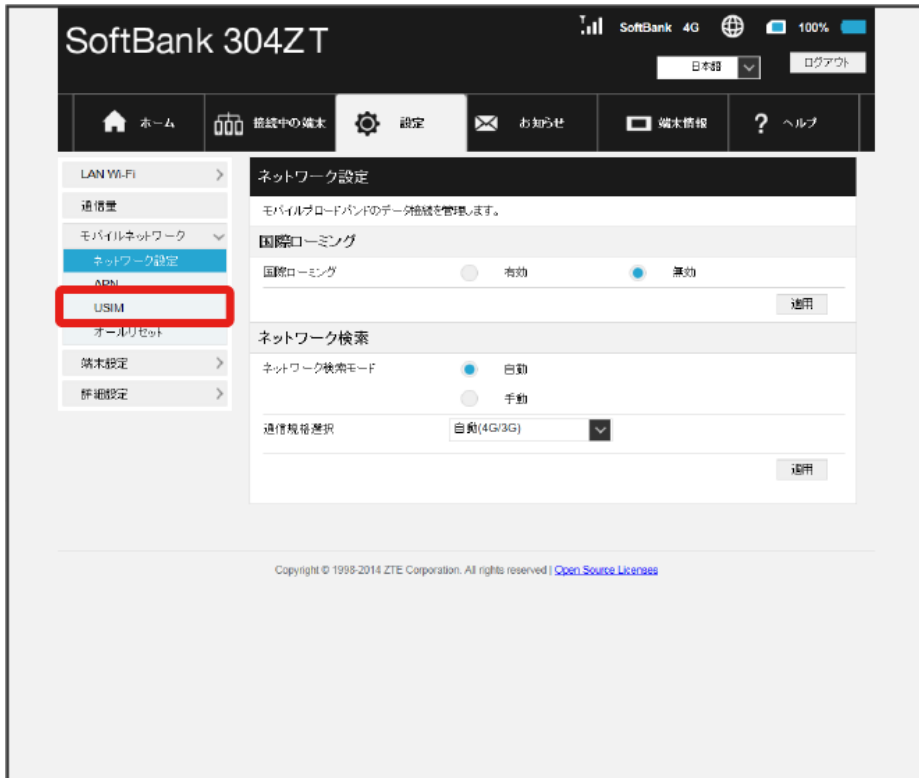 SoftBank 304ZT
SoftBank 4G 100%
日本語
ログアウト
ホーム
接続中の端末
設定
お知らせ
端末情報
? ヘルプ
LAN Wi-Fi
通信量
モバイルネットワーク
ネットワーク設定
APN
USIM
オールリセット
端末設定
詳細設定
ネットワーク設定
モバイルブロードバンドのデータ接続を管理します。
国際ローミング
国際ローミング 有効 無効
適用
ネットワーク検索
ネットワーク検索モード 自動
手動
通信規格選択 自動(4G/3G)
適用
Copyright © 1998-2014 ZTE Corporation. All rights reserved | Open Source Licenses